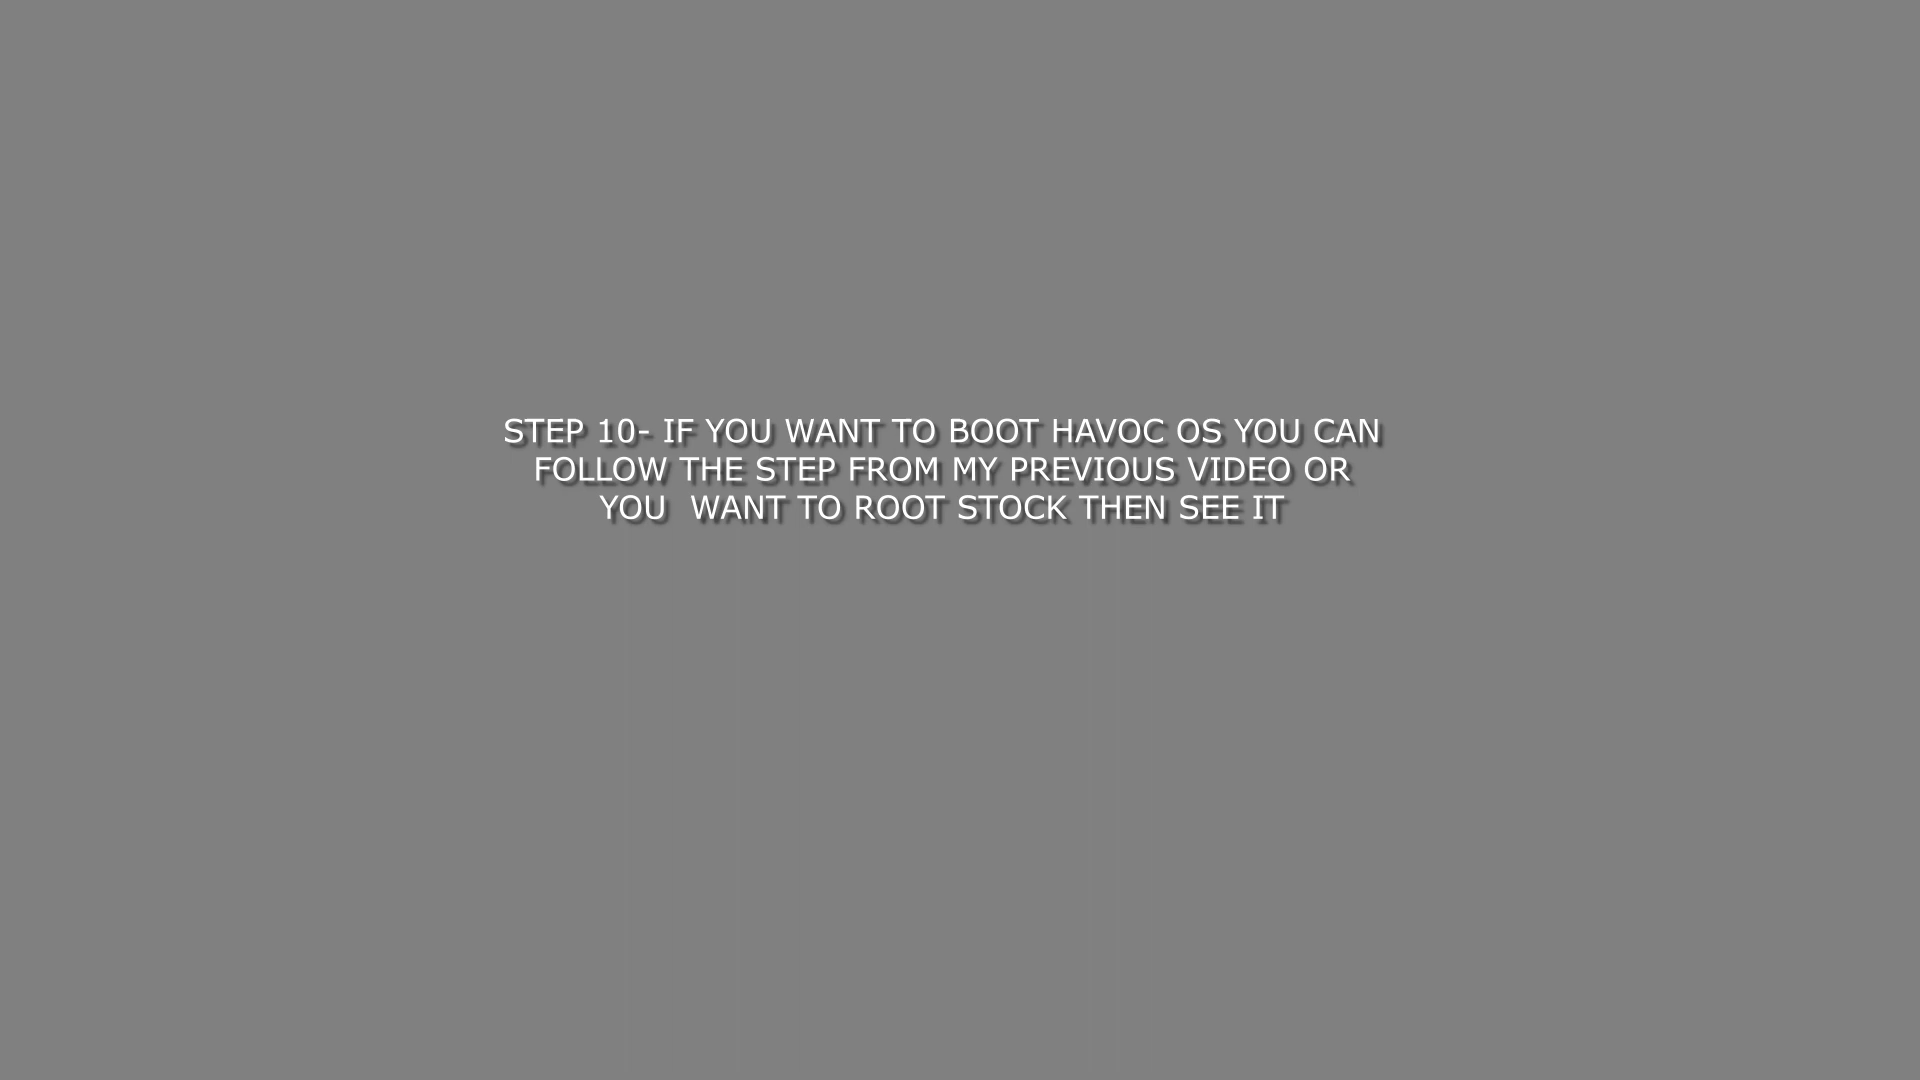 STEP 10- IF YOU WANT TO BOOT HAVOC OS YOU CAN
FOLLOW THE STEP FROM MY PREVIOUS VIDEO OR
YOU  WANT TO ROOT STOCK THEN SEE IT